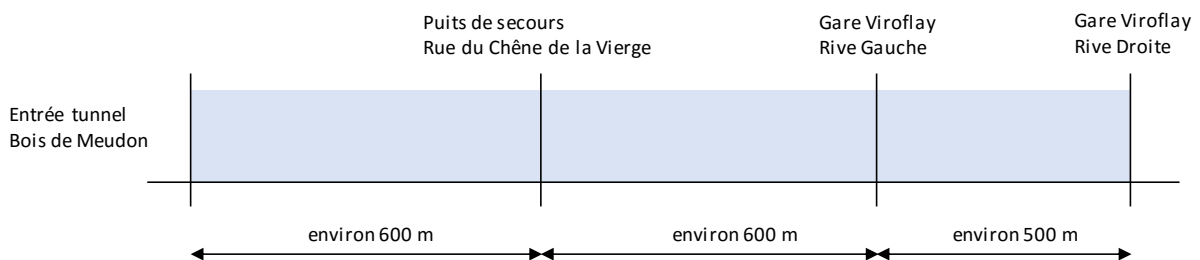 Puits de secours
Rue du Chêne de la Vierge
Gare Viroflay
Rive Gauche
Gare Viroflay
Rive Droite
Entrée tunnel
Bois de Meudon
environ 600 m
environ 600 m
environ 500 m